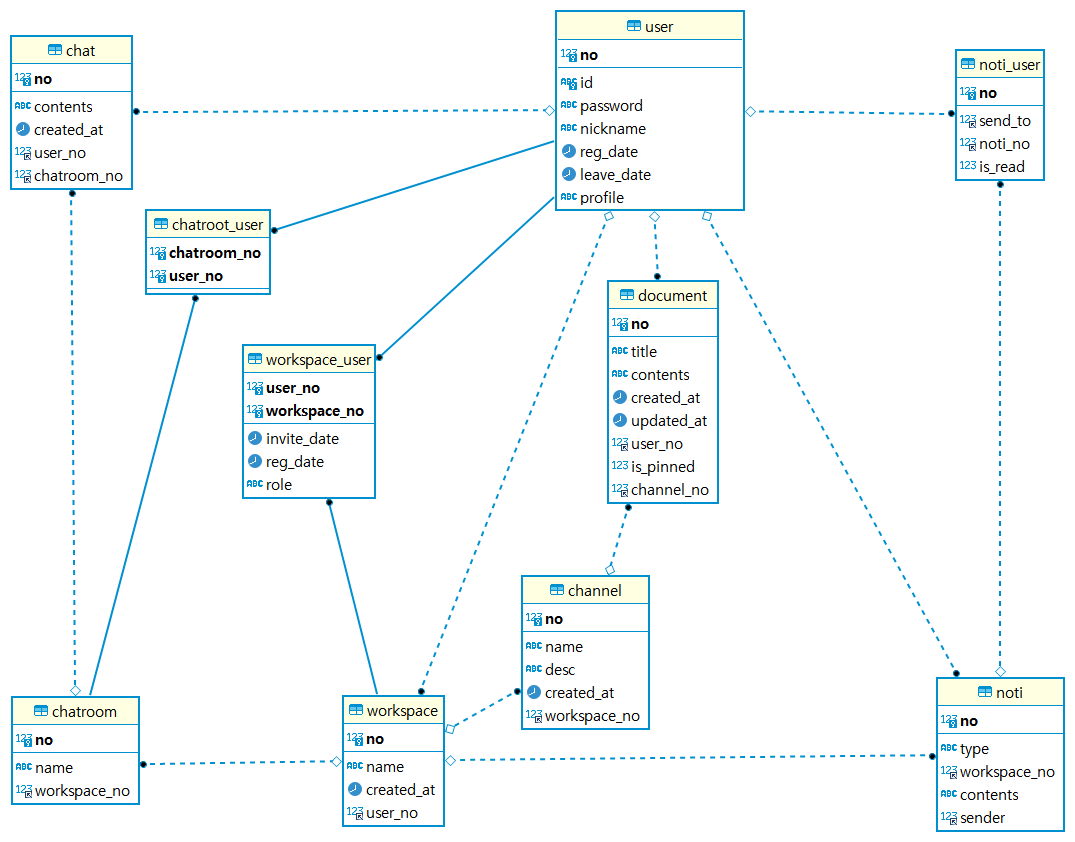 chat
no
contents
created_at
user_no
chatroom_no
user
no
id
password
nickname
reg_date
leave_date
profile
noti_user
no
send_to
noti_no
is_read
chatroot_user
chatroom_no
user_no
document
no
title
contents
created_at
updated_at
user_no
is_pinned
channel_no
workspace_user
user_no
workspace_no
invite_date
reg_date
role
channel
no
name
desc
created_at
workspace_no
chatroom
no
name
workspace_no
workspace
no
name
created_at
user_no
noti
no
type
workspace_no
contents
sender